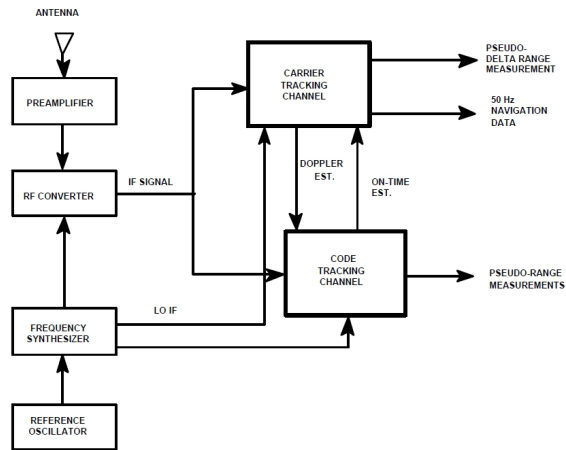 ANTENNA
PREAMPLIFIER
RF CONVERTER
IF SIGNAL
FREQUENCY
SYNTHESIZER
LO IF
REFERENCE
OSCILLATOR
CARRIER
TRACKING
CHANNEL
DOPPLER
EST.
ON-TIME
EST.
CODE
TRACKING
CHANNEL
PSEUDO-
DELTA RANGE
MEASUREMENT
50 Hz
NAVIGATION
DATA
PSEUDO-RANGE
MEASUREMENTS